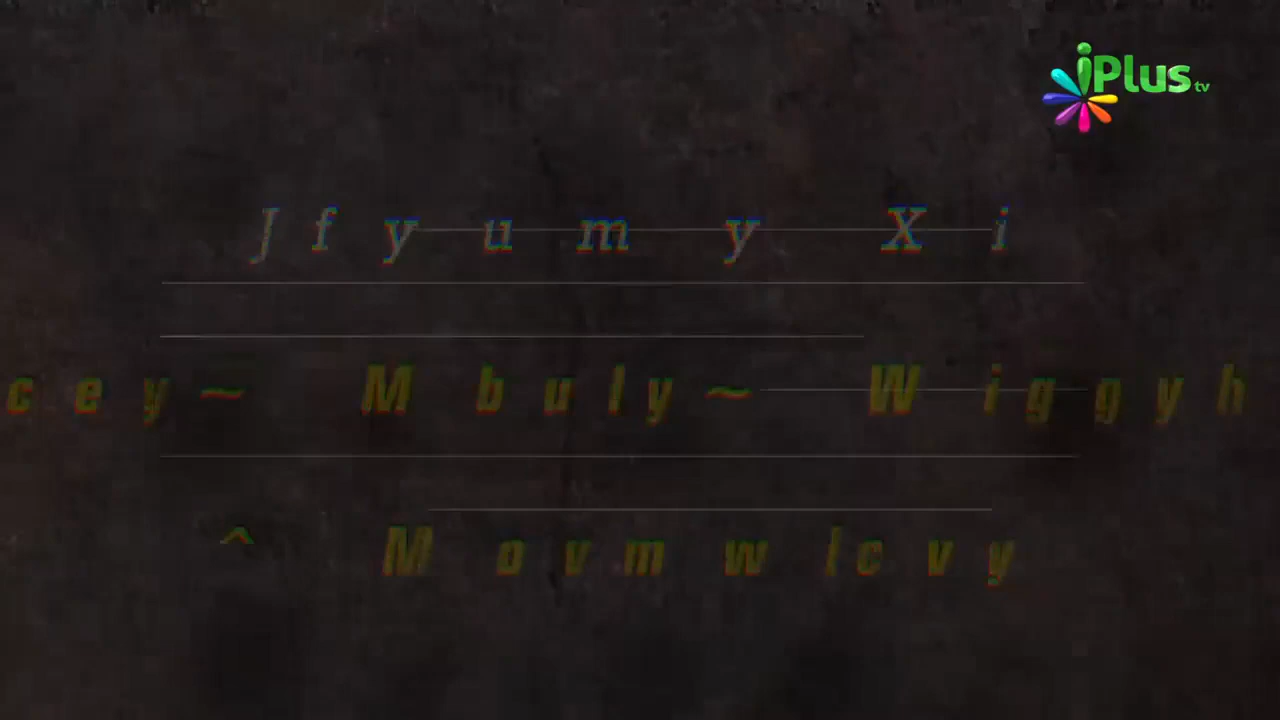 iPlus tv
J f y u m y X i
c e y ~ M b u l y ~ W i g g y h
^ M o v m w l c v y